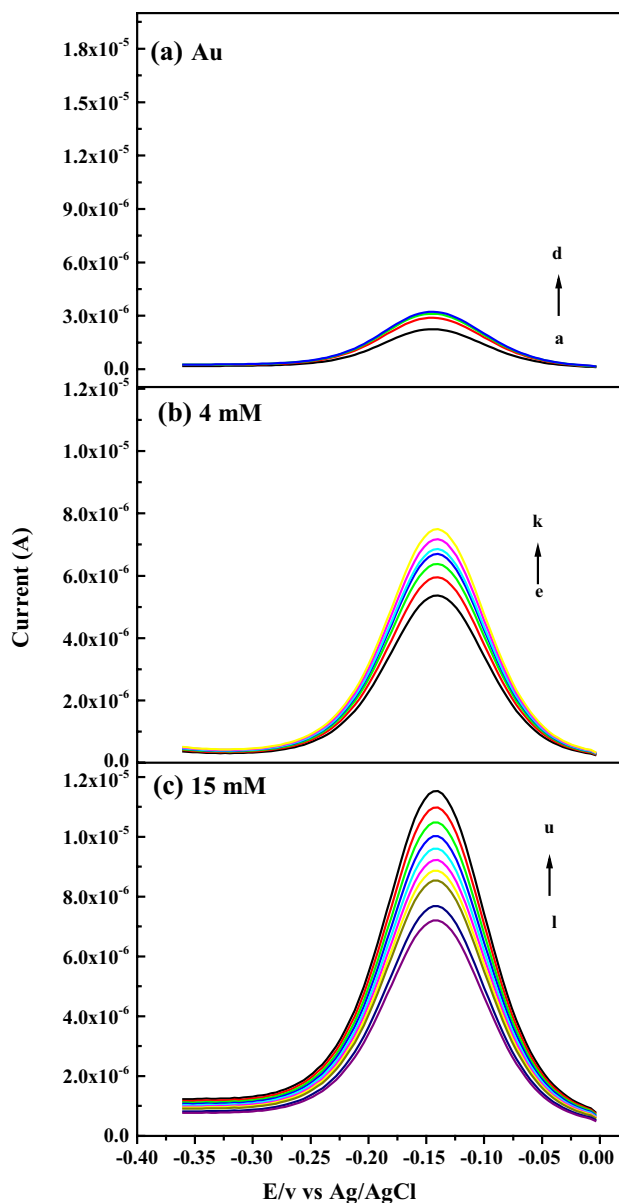 (a) Au
1.8x10⁻⁵
1.5x10⁻⁵
1.2x10⁻⁵
9.0x10⁻⁶
6.0x10⁻⁶
3.0x10⁻⁶
0.0
d
a
(b) 4 mM
1.2x10⁻⁵
1.0x10⁻⁵
8.0x10⁻⁶
6.0x10⁻⁶
4.0x10⁻⁶
2.0x10⁻⁶
0.0
k
e
Current (A)
(c) 15 mM
1.2x10⁻⁵
1.0x10⁻⁵
8.0x10⁻⁶
6.0x10⁻⁶
4.0x10⁻⁶
2.0x10⁻⁶
0.0
u
l
-0.40 -0.35 -0.30 -0.25 -0.20 -0.15 -0.10 -0.05 0.00
E/v vs Ag/AgCl